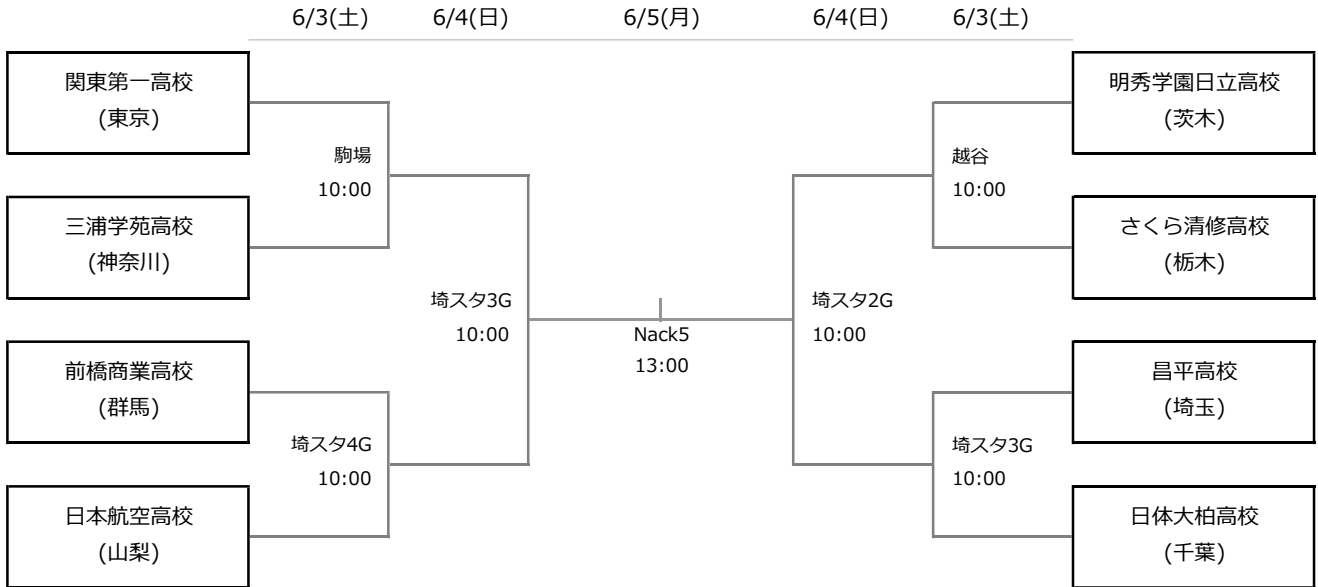 6/3(土) 6/4(日) 6/5(月) 6/4(日) 6/3(土)
関東第一高校
(東京)
三浦学苑高校
(神奈川)
前橋商業高校
(群馬)
日本航空高校
(山梨)
駒場
10:00
埼スタ4G
10:00
埼スタ3G
10:00
Nack5
13:00
埼スタ2G
10:00
越谷
10:00
埼スタ3G
10:00
明秀学園日立高校
(茨木)
さくら清修高校
(栃木)
昌平高校
(埼玉)
日体大柏高校
(千葉)